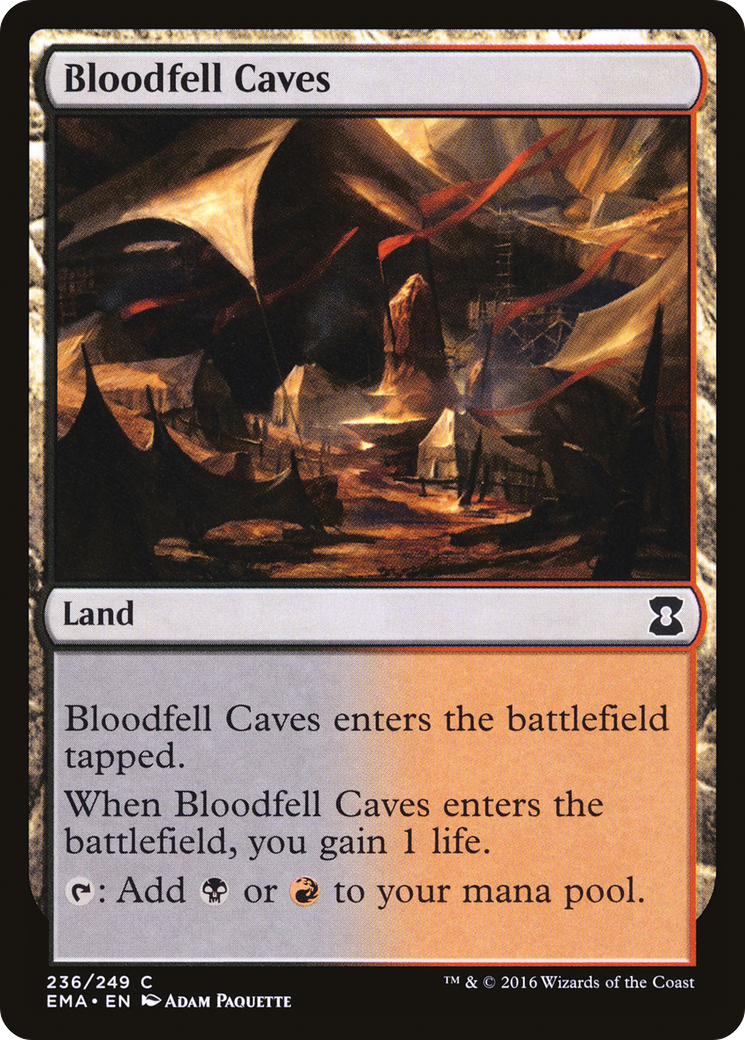 Bloodfell Caves
Land
Bloodfell Caves enters the battlefield
tapped.
When Bloodfell Caves enters the
battlefield, you gain 1 life.
: Add or to your mana pool.
236/249 C
™ & © 2016 Wizards of the Coast
EMA • EN Adam Paquette